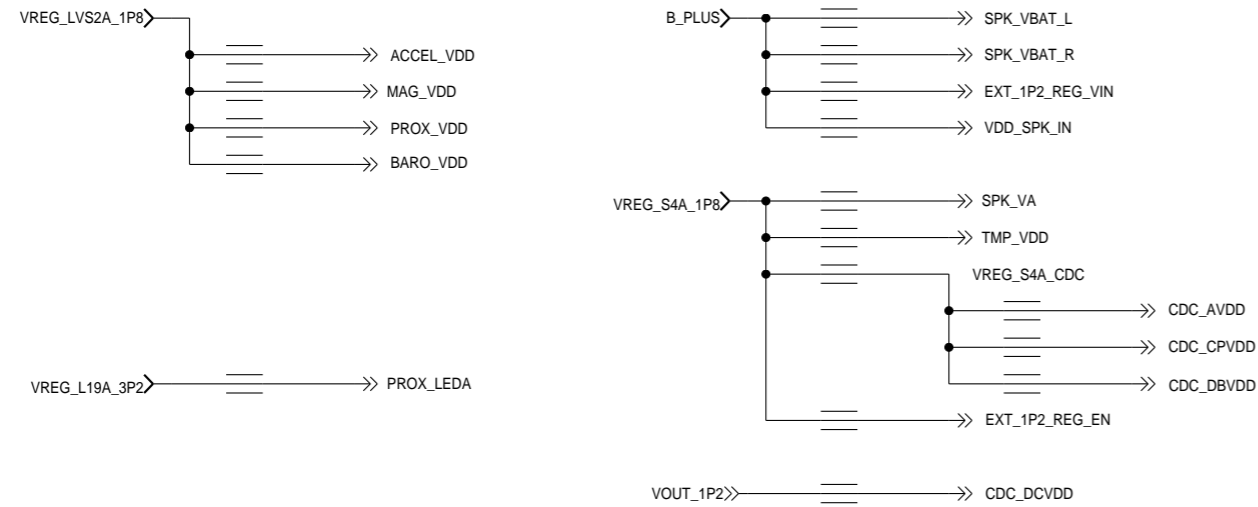 VREG_LVS2A_1P8
ACCEL_VDD
MAG_VDD
PROX_VDD
BARO_VDD
VREG_L19A_3P2
PROX_LEDA
B_PLUS
SPK_VBAT_L
SPK_VBAT_R
EXT_1P2_REG_VIN
VDD_SPK_IN
VREG_S4A_1P8
SPK_VA
TMP_VDD
VREG_S4A_CDC
CDC_AVDD
CDC_CPVDD
CDC_DBVDD
EXT_1P2_REG_EN
VOUT_1P2
CDC_DCVDD